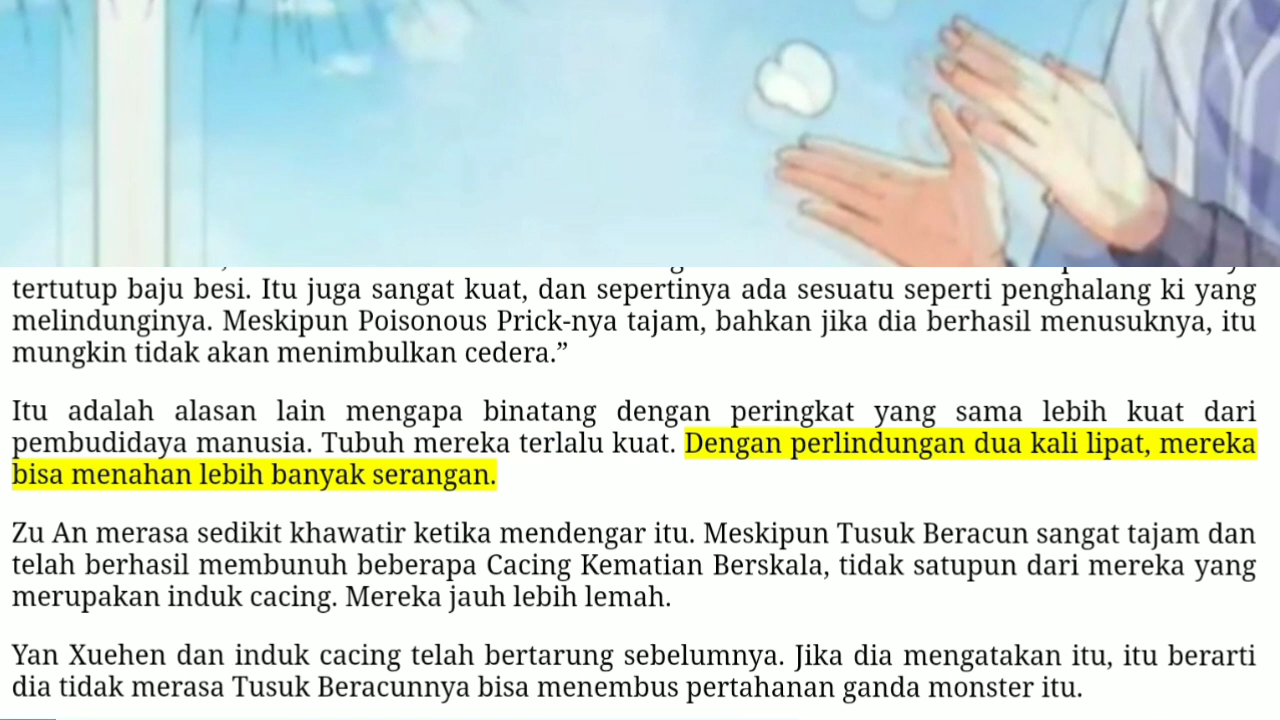 tertutup baju besi. Itu juga sangat kuat, dan sepertinya ada sesuatu seperti penghalang ki yang
melindunginya. Meskipun Poisonous Prick-nya tajam, bahkan jika dia berhasil menusuknya, itu
mungkin tidak akan menimbulkan cedera.”
Itu adalah alasan lain mengapa binatang dengan peringkat yang sama lebih kuat dari
pembudidaya manusia. Tubuh mereka terlalu kuat. Dengan perlindungan dua kali lipat, mereka
bisa menahan lebih banyak serangan.
Zu An merasa sedikit khawatir ketika mendengar itu. Meskipun Tusuk Beracun sangat tajam dan
telah berhasil membunuh beberapa Cacing Kematian Berskala, tidak satupun dari mereka yang
merupakan induk cacing. Mereka jauh lebih lemah.
Yan Xuehen dan induk cacing telah bertarung sebelumnya. Jika dia mengatakan itu, itu berarti
dia tidak merasa Tusuk Beracunnya bisa menembus pertahanan ganda monster itu.